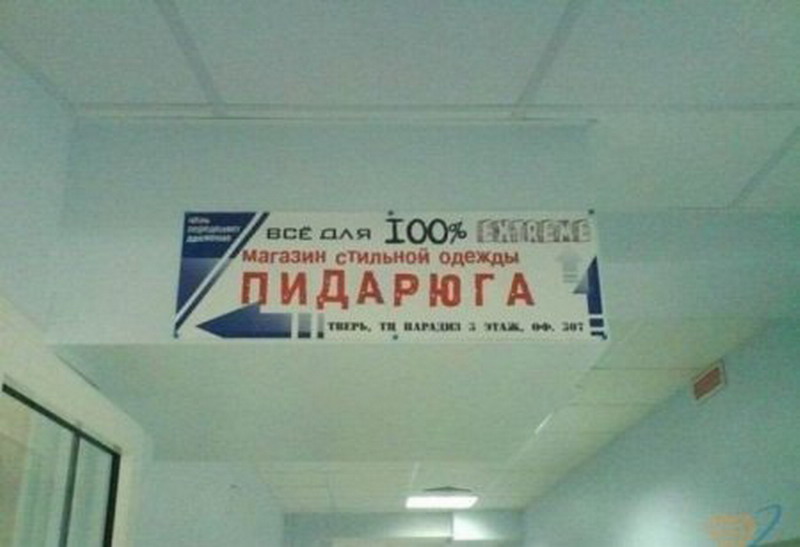 ВСЁ ДЛЯ 100% EXTREME
магазин стильной одежды
ПИДАРЮГА
ТВЕРЬ, ТЦ ПАРАДИЗ 3 ЭТАЖ, ОФ. 307